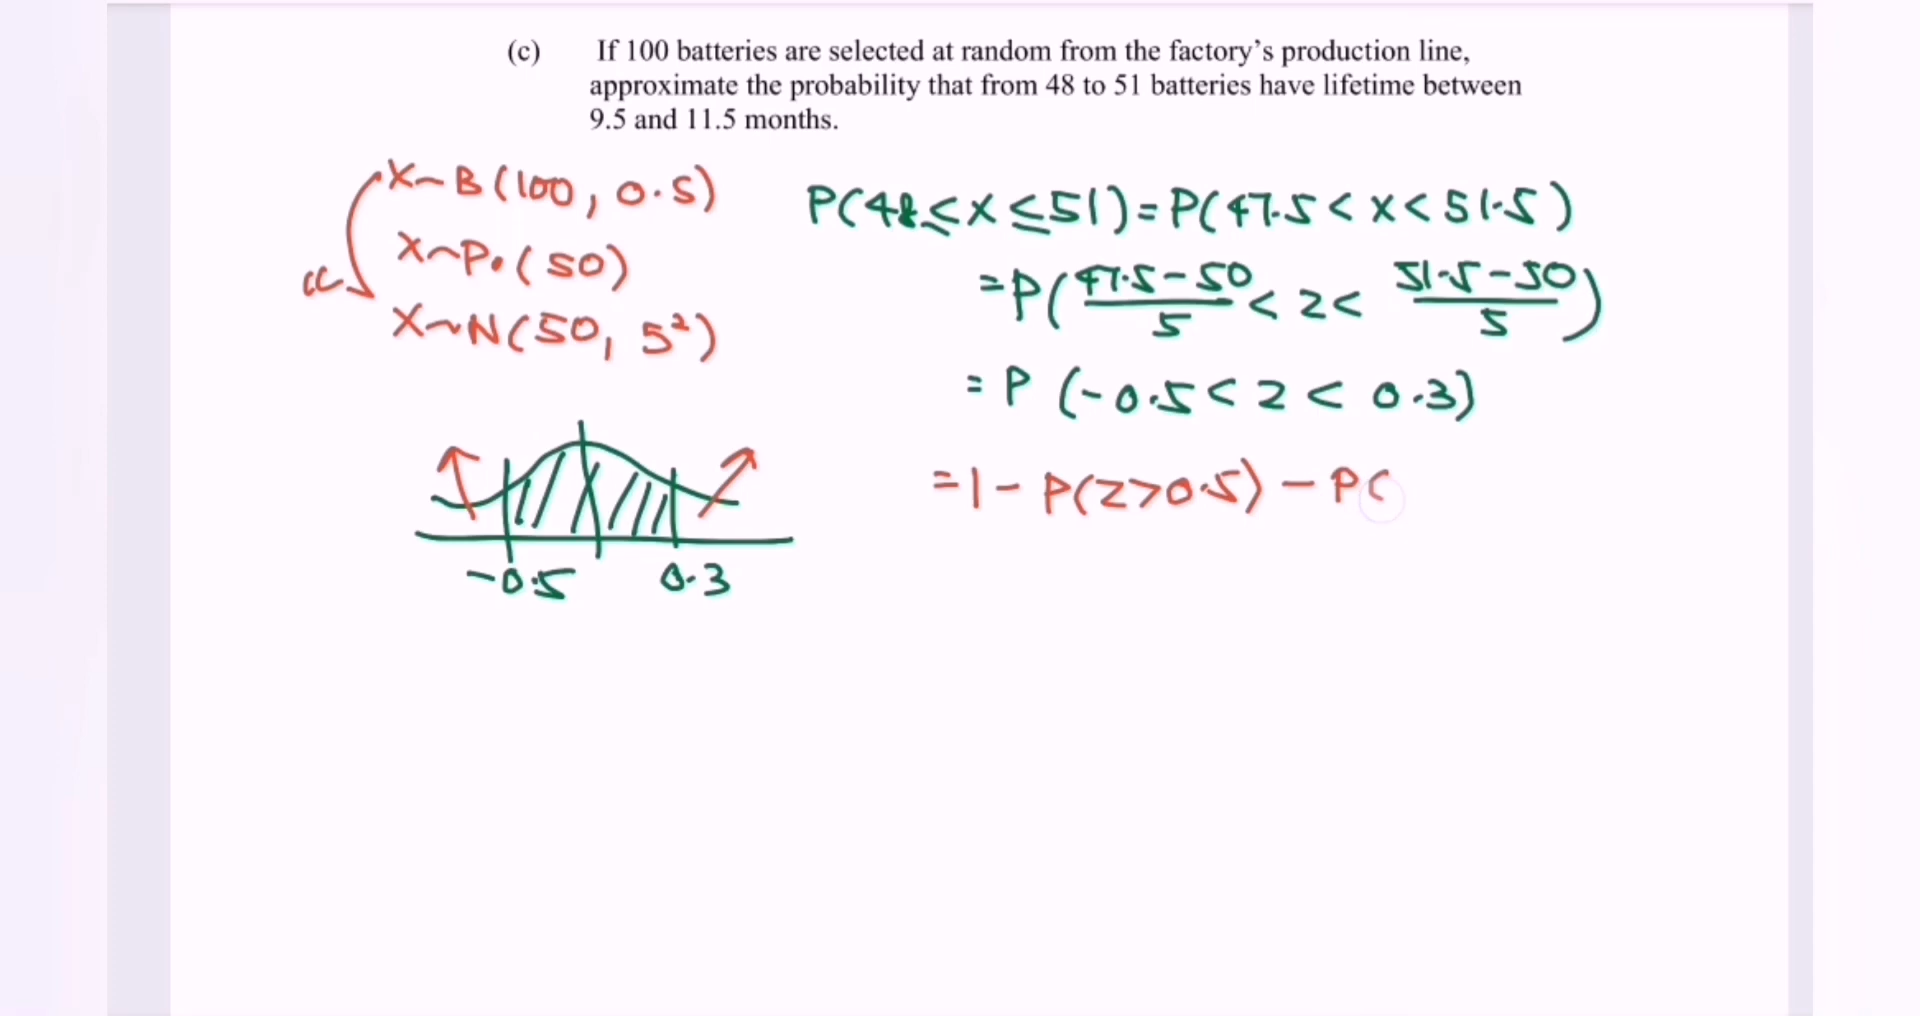 (c) If 100 batteries are selected at random from the factory’s production line,
approximate the probability that from 48 to 51 batteries have lifetime between
9.5 and 11.5 months.
X~B(100, 0.5)
X~Po(50)
cc
X~N(50, 5²)
P(48≤X≤51)=P(47.5<X<51.5)
=P((47.5-50)/5<Z<(51.5-50)/5)
=P(-0.5<Z<0.3)
=1-P(Z>0.5)-P(
-0.5 0.3